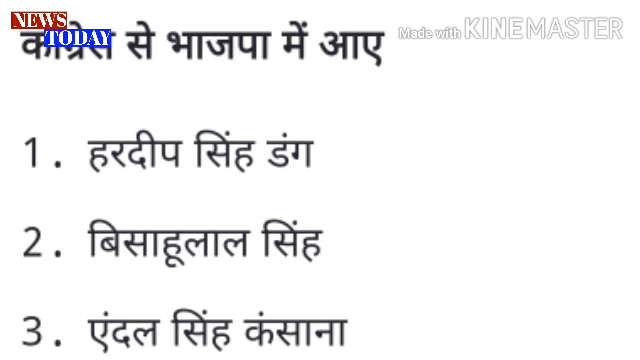 NEWS
TODAY
Made with KINEMASTER
से भाजपा में आए
1. हरदीप सिंह डंग
2. बिसाहूलाल सिंह
3. एंदल सिंह कंसाना